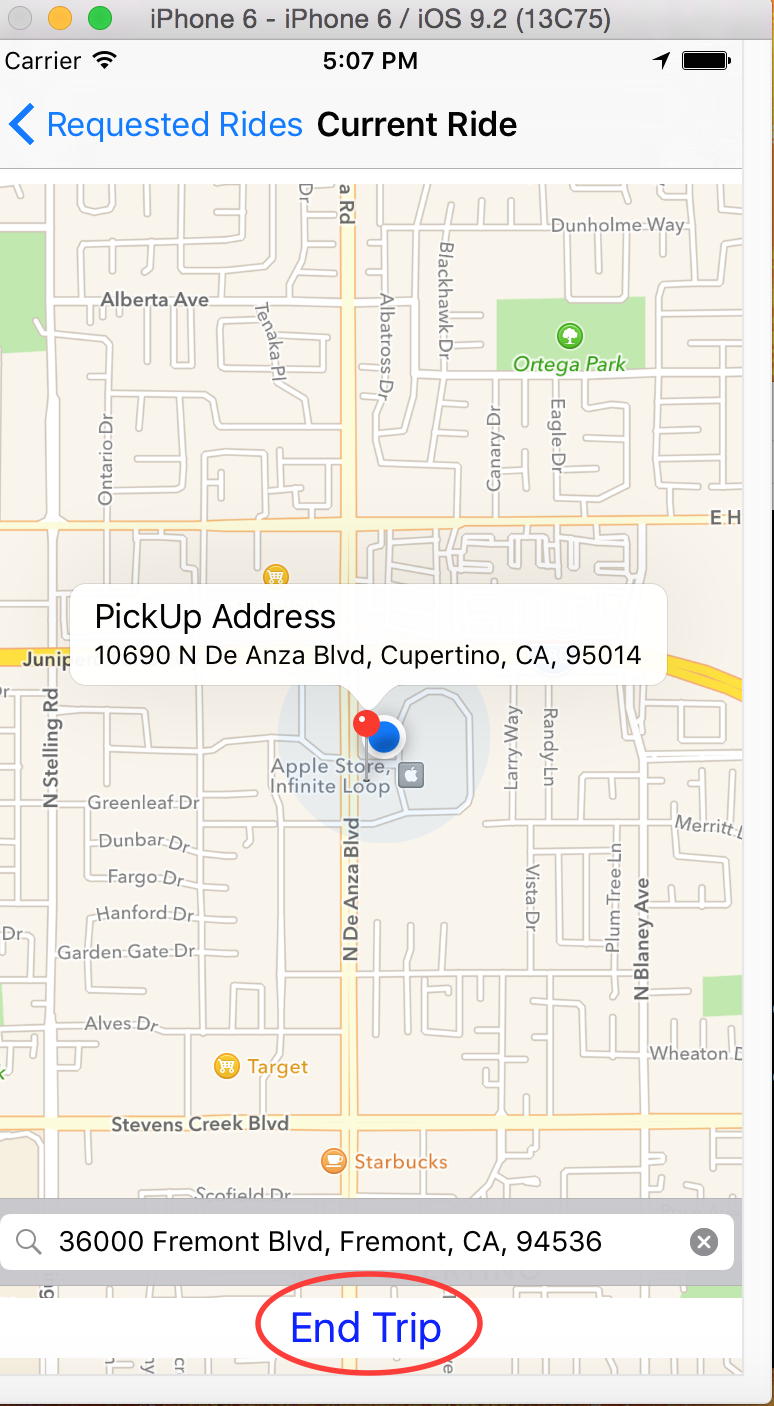 iPhone 6 - iPhone 6 / iOS 9.2 (13C75)
Carrier
5:07 PM
Requested Rides
Current Ride
Dr
a Rd
Dunholme Way
Blackhawk Dr
Alberta Ave
Tenaka Pl
Albatross Dr
Ortega Park
Ontario Dr
Canary Dr
Eagle Dr
E H
PickUp Address
10690 N De Anza Blvd, Cupertino, CA, 95014
Junip
Dr
N Stelling Rd
Larry Way
Randy Ln
Apple Store,
Infinite Loop
Greenleaf Dr
Merritt
Dunbar Dr
N De Anza Blvd
Fargo Dr
Vista Dr
Plum Tree Ln
N Blaney Ave
Hanford Dr
Dr
Garden Gate Dr
Alves Dr
Wheaton D
Target
Stevens Creek Blvd
Starbucks
Scofield Dr
36000 Fremont Blvd, Fremont, CA, 94536
End Trip